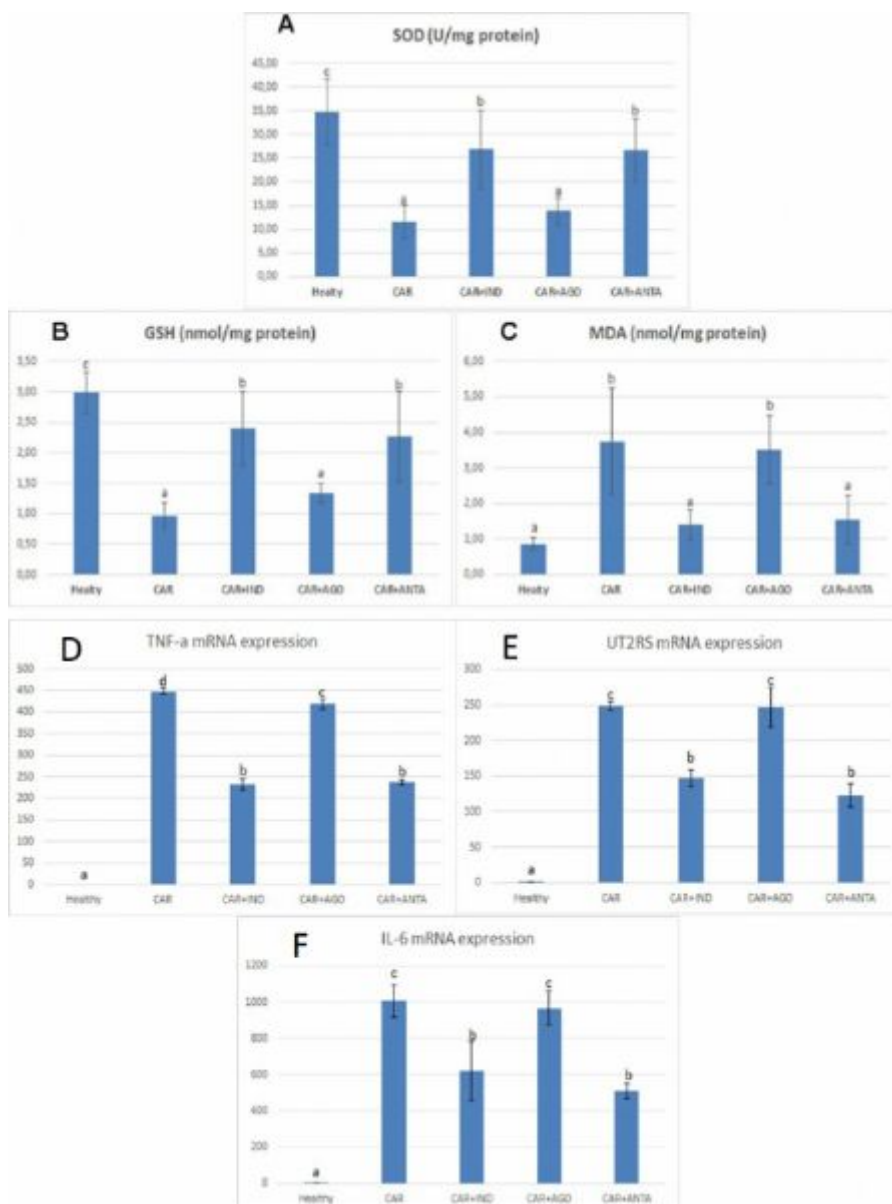 A
SOD (U/mg protein)
45,00
40,00
35,00
30,00
25,00
20,00
15,00
10,00
5,00
0,00
c
a
b
a
b
Healty CAR CAR+IND CAR+AGO CAR+ANTA
B
GSH (nmol/mg protein)
3,50
3,00
2,50
2,00
1,50
1,00
0,50
0,00
c
a
b
a
b
Healty CAR CAR+IND CAR+AGO CAR+ANTA
C
MDA (nmol/mg protein)
6,00
5,00
4,00
3,00
2,00
1,00
0,00
a
b
a
b
a
Healty CAR CAR+IND CAR+AGO CAR+ANTA
D
TNF-a mRNA expression
500
450
400
350
300
250
200
150
100
50
0
a
d
b
c
b
Healthy CAR CAR+IND CAR+AGO CAR+ANTA
E
UT2RS mRNA expression
300
250
200
150
100
50
0
a
c
b
c
b
Healthy CAR CAR+IND CAR+AGO CAR+ANTA
F
IL-6 mRNA expression
1200
1000
800
600
400
200
0
a
c
b
c
b
Healthy CAR CAR+IND CAR+AGO CAR+ANTA